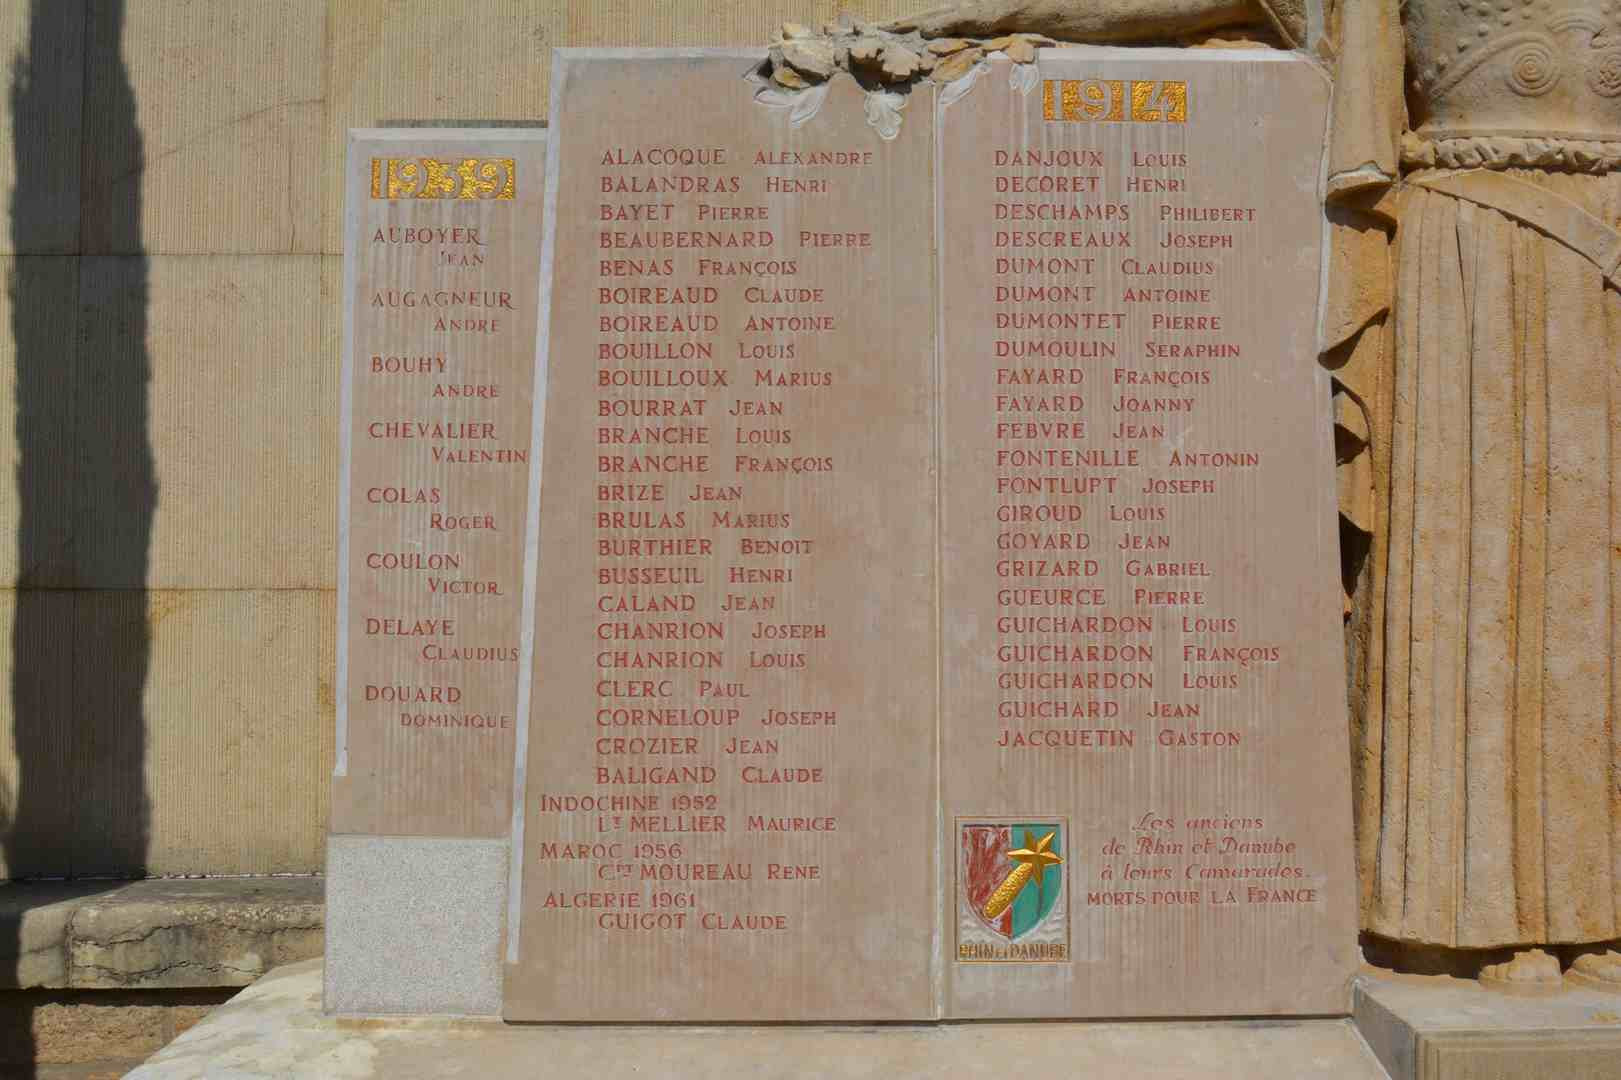 1939
AUBOYER
JEAN
AUGAGNEUR
ANDRE
BOUHY
ANDRE
CHEVALIER
VALENTIN
COLAS
ROGER
COULON
VICTOR
DELAYE
CLAUDIUS
DOUARD
DOMINIQUE
ALACOQUE ALEXANDRE
BALANDRAS HENRI
BAYET PIERRE
BEAUBERNARD PIERRE
BENAS FRANÇOIS
BOIREAUD CLAUDE
BOIREAUD ANTOINE
BOUILLON LOUIS
BOUILLOUX MARIUS
BOURRAT JEAN
BRANCHE LOUIS
BRANCHE FRANÇOIS
BRIZE JEAN
BRULAS MARIUS
BURTHIER BENOIT
BUSSEUIL HENRI
CALAND JEAN
CHANRION JOSEPH
CHANRION LOUIS
CLERC PAUL
CORNELOUP JOSEPH
CROZIER JEAN
BALIGAND CLAUDE
INDOCHINE 1952
LT MELLIER MAURICE
MAROC 1956
CPT MOUREAU RENE
ALGERIE 1961
GUIGOT CLAUDE
1914
DANJOUX LOUIS
DECORET HENRI
DESCHAMPS PHILIBERT
DESCREAUX JOSEPH
DUMONT CLAUDIUS
DUMONT ANTOINE
DUMONTET PIERRE
DUMOULIN SERAPHIN
FAYARD FRANÇOIS
FAYARD JOANNY
FEBVRE JEAN
FONTENILLE ANTONIN
FONTLUPT JOSEPH
GIROUD LOUIS
GOYARD JEAN
GRIZARD GABRIEL
GUEURCE PIERRE
GUICHARDON LOUIS
GUICHARDON FRANÇOIS
GUICHARDON LOUIS
GUICHARD JEAN
JACQUETIN GASTON
Les anciens
de Rhin et Danube
à leurs Camarades.
MORTS POUR LA FRANCE
RHIN et DANUBE